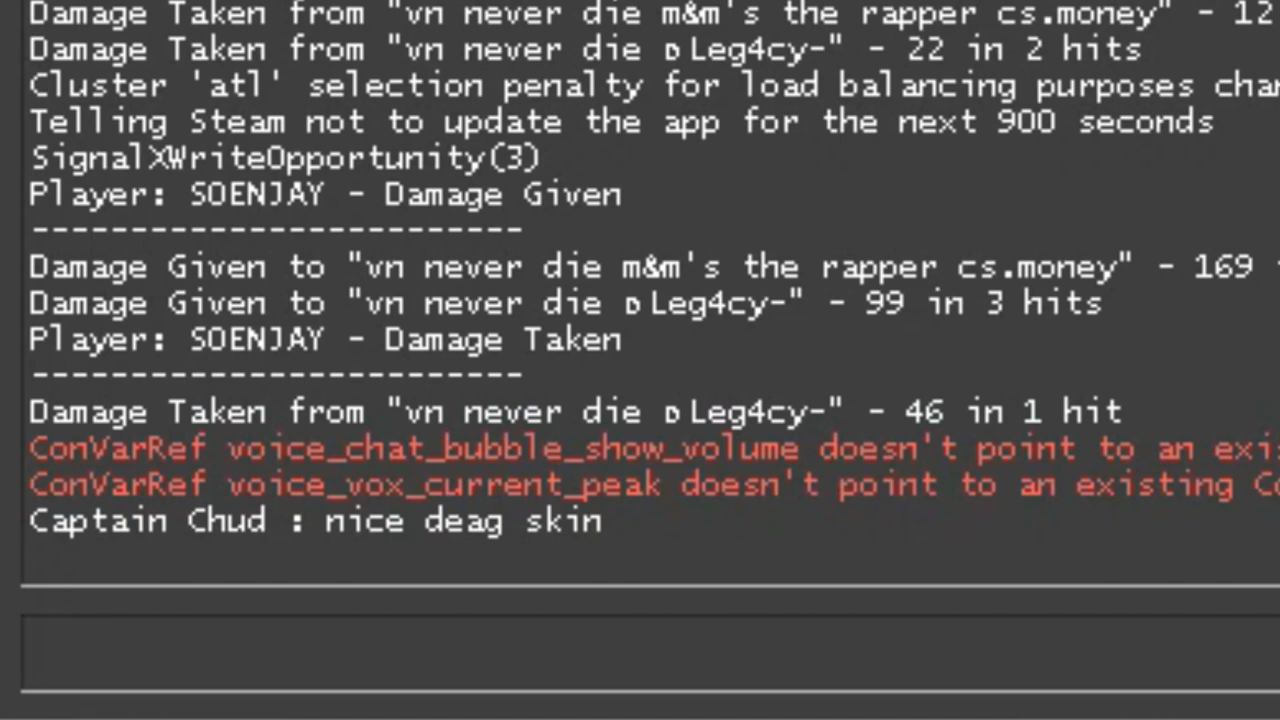 Damage Taken from "vn never die m&m's the rapper cs.money" - 12
Damage Taken from "vn never die ם Leg4cy-" - 22 in 2 hits
Cluster 'atl' selection penalty for load balancing purposes
Telling Steam not to update the app for the next 900 seconds
SignalXWriteOpportunity(3)
Player: SOENJAY - Damage Given
-------------------------
Damage Given to "vn never die m&m's the rapper cs.money" - 169
Damage Given to "vn never die ם Leg4cy-" - 99 in 3 hits
Player: SOENJAY - Damage Taken
-------------------------
Damage Taken from "vn never die ם Leg4cy-" - 46 in 1 hit
ConVarRef voice_chat_bubble_show_volume doesn't point to an
ConVarRef voice_vox_current_peak doesn't point to an existing
Captain Chud : nice deag skin